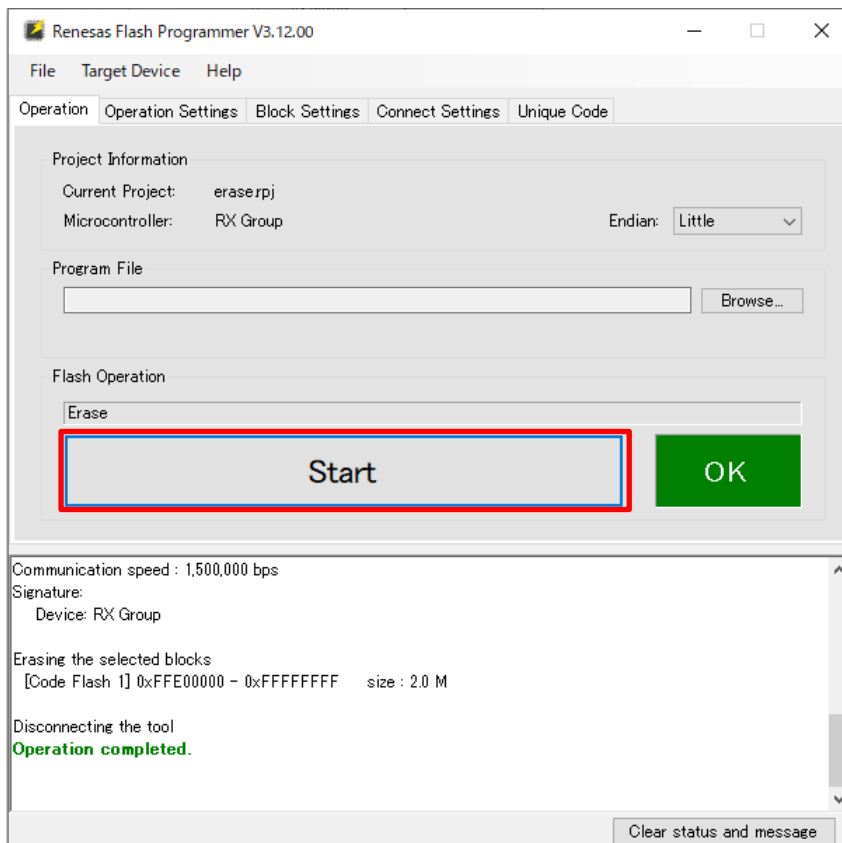 Renesas Flash Programmer V3.12.00
File Target Device Help
Operation Operation Settings Block Settings Connect Settings Unique Code
Project Information
Current Project: erase.rpj
Microcontroller: RX Group Endian: Little
Program File
Browse...
Flash Operation
Erase
Start OK
Communication speed : 1,500,000 bps
Signature:
Device: RX Group
Erasing the selected blocks
[Code Flash 1] 0xFFE00000 - 0xFFFFFFFF size : 2.0 M
Disconnecting the tool
Operation completed.
Clear status and message